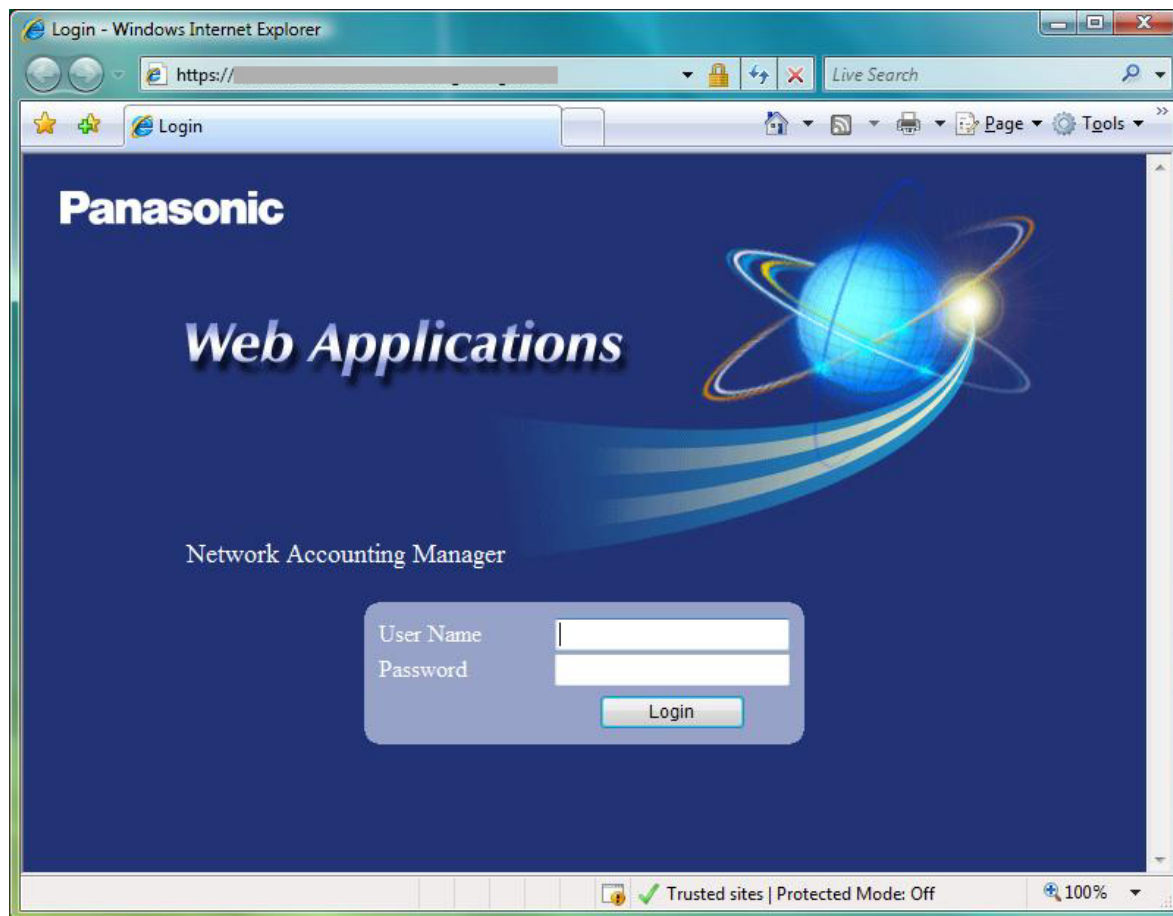 Login - Windows Internet Explorer
https://
Live Search
Login
Page Tools »
Panasonic
Web Applications
Network Accounting Manager
User Name
Password
Login
Trusted sites | Protected Mode: Off 100%